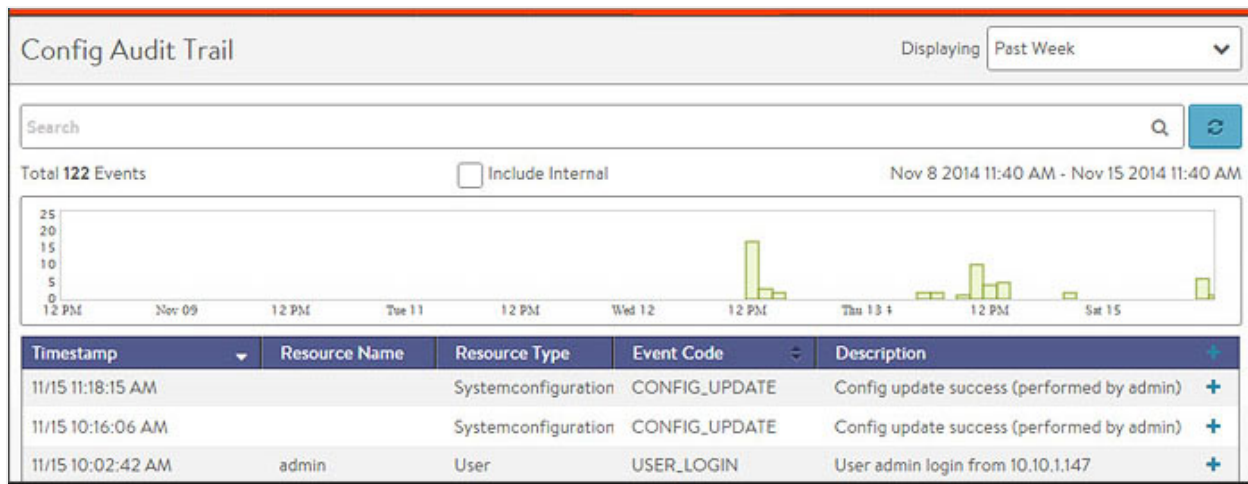 Config Audit Trail
Displaying Past Week
Search
Total 122 Events
Include Internal
Nov 8 2014 11:40 AM - Nov 15 2014 11:40 AM
25
20
15
10
5
0
12 PM Nov 09 12 PM Tue 11 12 PM Wed 12 12 PM Thu 13 12 PM Sat 15
Timestamp Resource Name Resource Type Event Code Description +
11/15 11:18:15 AM Systemconfiguration CONFIG_UPDATE Config update success (performed by admin) +
11/15 10:16:06 AM Systemconfiguration CONFIG_UPDATE Config update success (performed by admin) +
11/15 10:02:42 AM admin User USER_LOGIN User admin login from 10.10.1.147 +